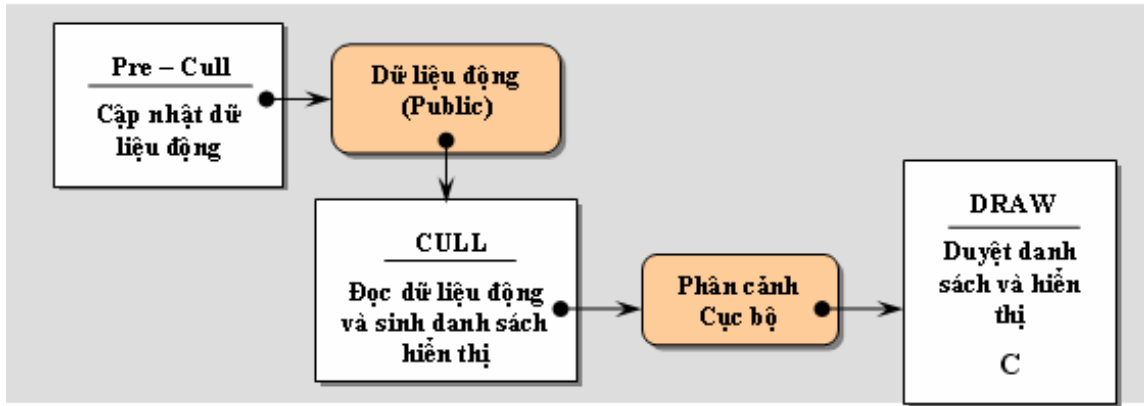 Pre – Cull
Cập nhật dữ
liệu động
Dữ liệu động
(Public)
CULL
Đọc dữ liệu động
và sinh danh sách
hiển thị
Phân cảnh
Cục bộ
DRAW
Duyệt danh
sách và hiển
thị
C